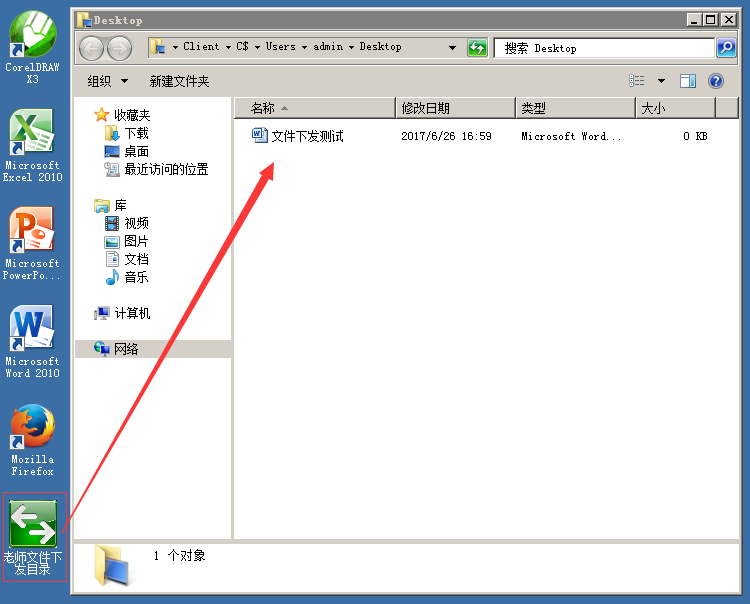 CorelDRAW
X3
Microsoft
Excel 2010
Microsoft
PowerPo...
Microsoft
Word 2010
Mozilla
Firefox
老师文件下
发目录
Desktop
Client ▾ C$ ▾ Users ▾ admin ▾ Desktop
搜索 Desktop
组织 ▾ 新建文件夹
收藏夹
下载
桌面
最近访问的位置
库
视频
图片
文档
音乐
计算机
网络
名称 修改日期 类型 大小
文件下发测试 2017/6/26 16:59 Microsoft Word... 0 KB
1 个对象